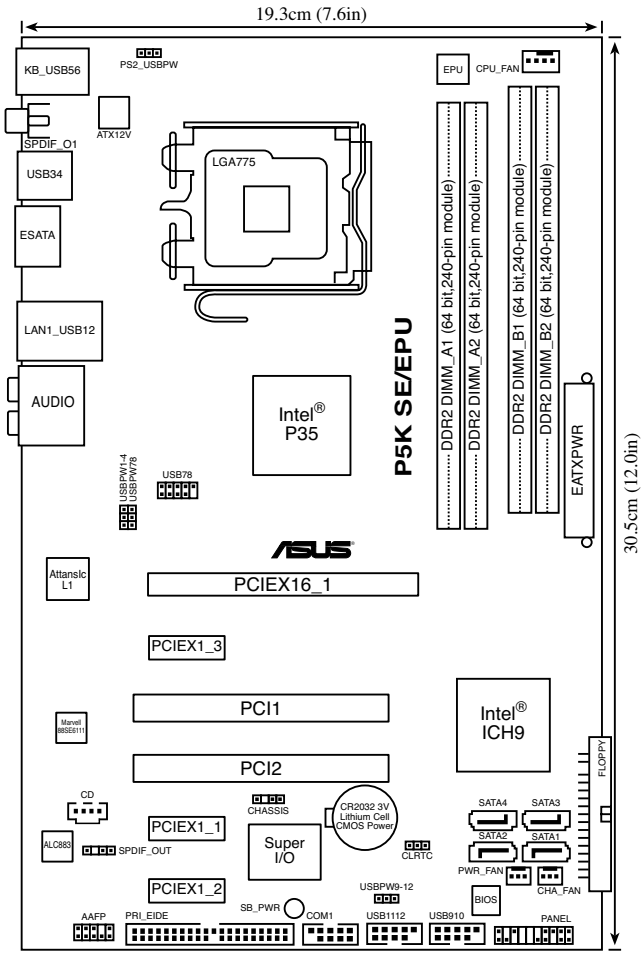 19.3cm (7.6in)
KB_USB56
PS2_USBPW
EPU
CPU_FAN
ATX12V
SPDIF_O1
USB34
LGA775
ESATA
DDR2 DIMM_A1 (64 bit,240-pin module)
DDR2 DIMM_A2 (64 bit,240-pin module)
DDR2 DIMM_B1 (64 bit,240-pin module)
DDR2 DIMM_B2 (64 bit,240-pin module)
LAN1_USB12
AUDIO
Intel®
P35
P5K SE/EPU
EATXPWR
30.5cm (12.0in)
USBPW1-4
USBPW78
USB78
ASUS
AttansIc
L1
PCIEX16_1
PCIEX1_3
PCI1
Intel®
ICH9
Marvell
88SE6111
FLOPPY
PCI2
CD
CHASSIS
CR2032 3V
Lithium Cell
CMOS Power
SATA4
SATA3
PCIEX1_1
ALC883
SPDIF_OUT
Super
I/O
CLRTC
SATA2
SATA1
PWR_FAN
CHA_FAN
PCIEX1_2
USBPW9-12
BIOS
SB_PWR
AAFP
PRI_EIDE
COM1
USB1112
USB910
PANEL